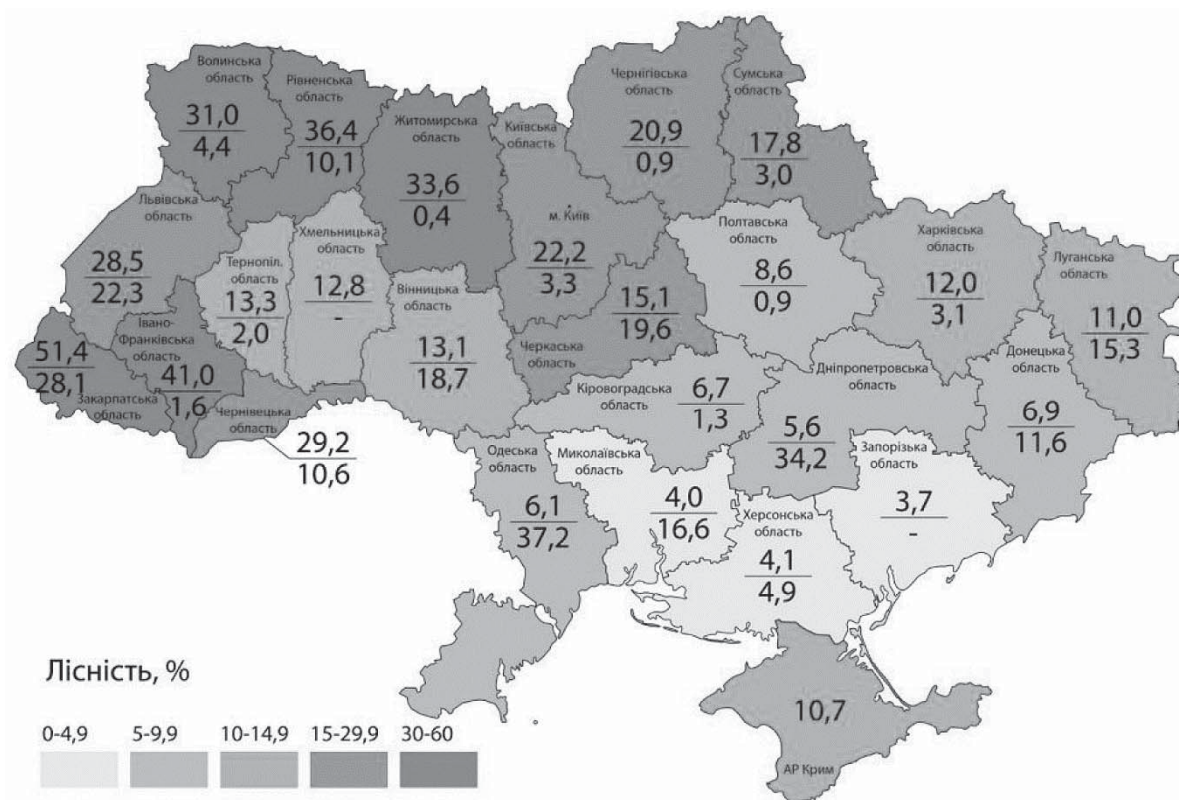 Волинська
область
31,0
4,4
Рівненська
область
36,4
10,1
Житомирська
область
33,6
0,4
Київська
область
м. Київ
22,2
3,3
Чернігівська
область
20,9
0,9
Сумська
область
17,8
3,0
Львівська
область
28,5
22,3
Тернопіл.
область
13,3
2,0
Хмельницька
область
12,8
-
Вінницька
область
13,1
18,7
15,1
19,6
Черкаська
область
Полтавська
область
8,6
0,9
Харківська
область
12,0
3,1
Луганська
область
11,0
15,3
Івано-
Франківська
область
41,0
1,6
51,4
28,1
Закарпатська
область
Чернівецька
область
29,2
10,6
Кіровоградська
область
6,7
1,3
Дніпропетровська
область
5,6
34,2
Донецька
область
6,9
11,6
Одеська
область
6,1
37,2
Миколаївська
область
4,0
16,6
Херсонська
область
4,1
4,9
Запорізька
область
3,7
-
10,7
АР Крим
Лісність, %
0-4,9 5-9,9 10-14,9 15-29,9 30-60